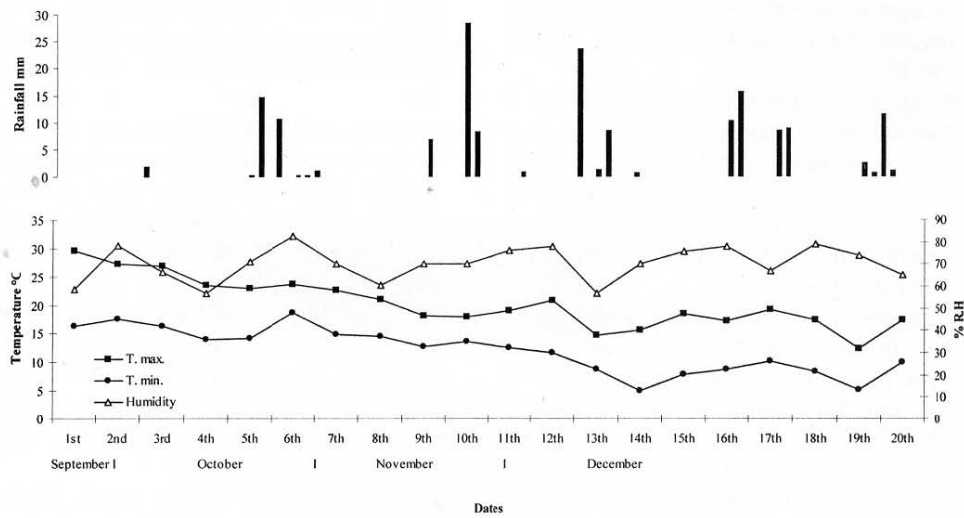 30
25
20
15
10
5
0
Rainfall mm
35
30
25
20
15
10
5
0
Temperature °C
90
80
70
60
50
40
30
20
10
0
% R.H
T. max.
T. min.
Humidity
1st 2nd 3rd 4th 5th 6th 7th 8th 9th 10th 11th 12th 13th 14th 15th 16th 17th 18th 19th 20th
September I October I November I December
Dates